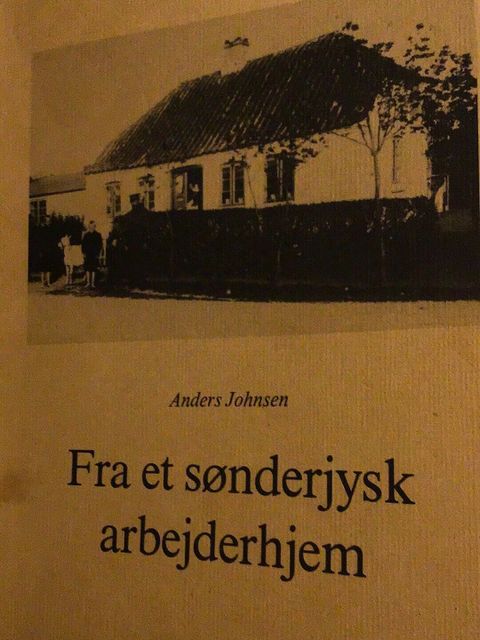 Anders Johnsen
Fra et sønderjysk
arbejderhjem